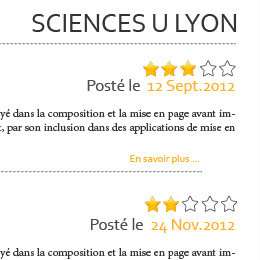 SCIENCES U LYON
Posté le 12 Sept.2012
yé dans la composition et la mise en page avant im-
, par son inclusion dans des applications de mise en
En savoir plus ...
Posté le 24 Nov.2012
yé dans la composition et la mise en page avant im-